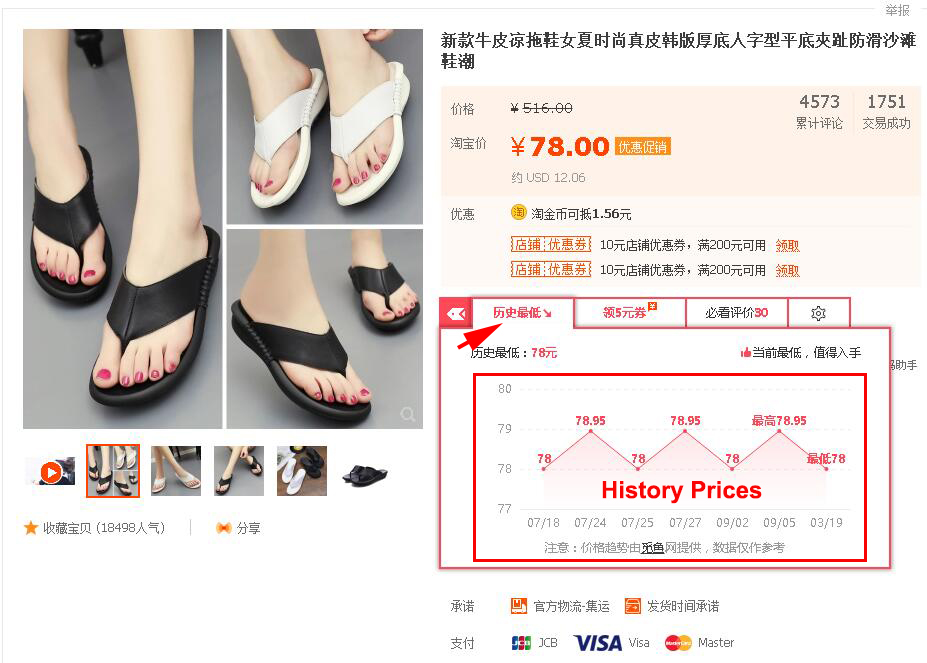 举报
新款牛皮凉拖鞋女夏时尚真皮韩版厚底人字型平底夾趾防滑沙滩
鞋潮
价格 ¥ 516.00
4573 1751
累计评论 交易成功
淘宝价 ¥ 78.00 优惠促销
约 USD 12.06
优惠 淘 淘金币可抵1.56元
店铺 优惠券 10元店铺优惠券，满200元可用 领取
店铺 优惠券 10元店铺优惠券，满200元可用 领取
历史最低↘ 领5元券 必看评价30
历史最低：78元 当前最低，值得入手
助手
80
79
78
77
78 78.95 78 78.95 78 最高78.95 最低78
History Prices
07/18 07/24 07/25 07/27 09/02 09/05 03/19
注意：价格趋势由觅鱼网提供，数据仅作参考
收藏宝贝 (18498人气) 分享
承诺 官方物流-集运 发货时间承诺
支付 JCB JCB VISA Visa MasterCard Master